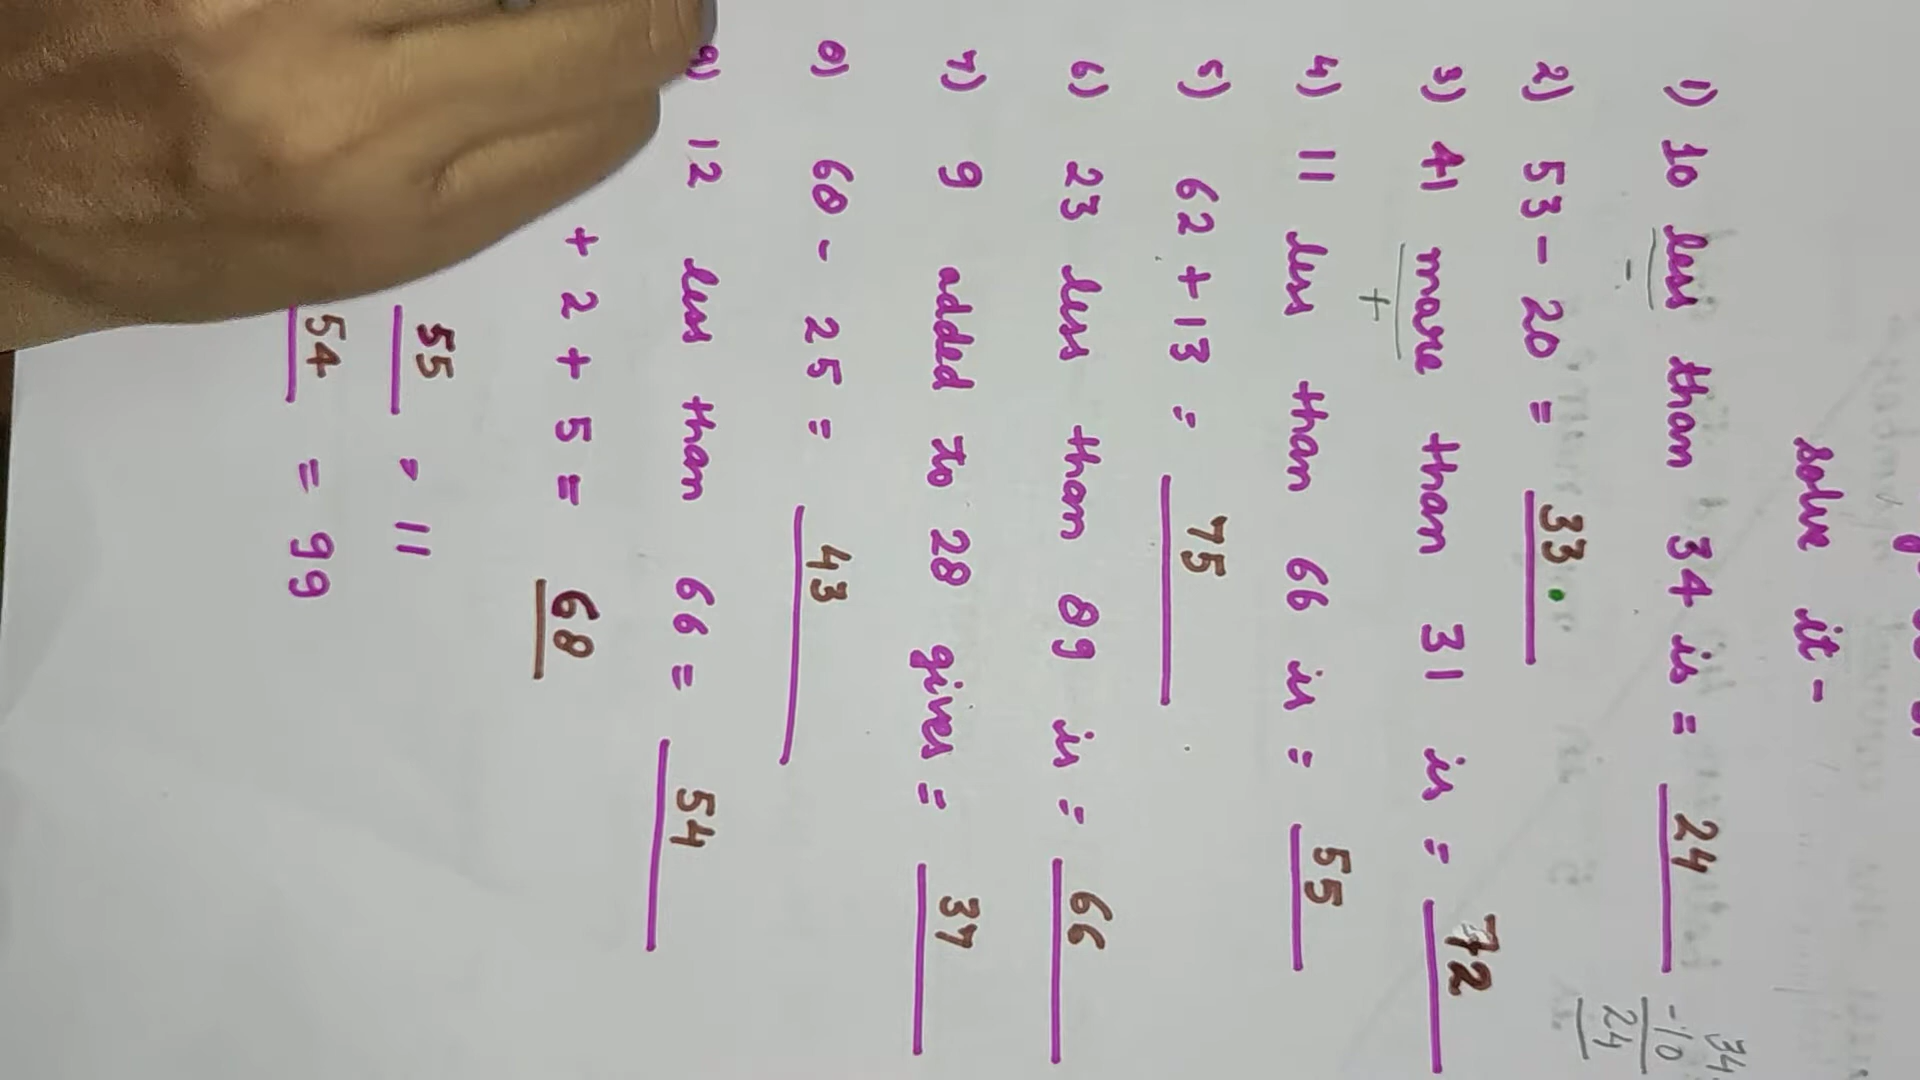 solve it -
1) 10 less than 34 is = 24
-
34
-10
24
2) 53 - 20 = 33
3) 41 more than 31 is = 72
+
4) 11 less than 66 is = 55
5) 62 + 13 = 75
6) 23 less than 89 is = 66
7) 9 added to 28 gives = 37
8) 68 - 25 = 43
9) 12 less than 66 = 54
+ 2 + 5 = 68
55 = 11
54 = 99